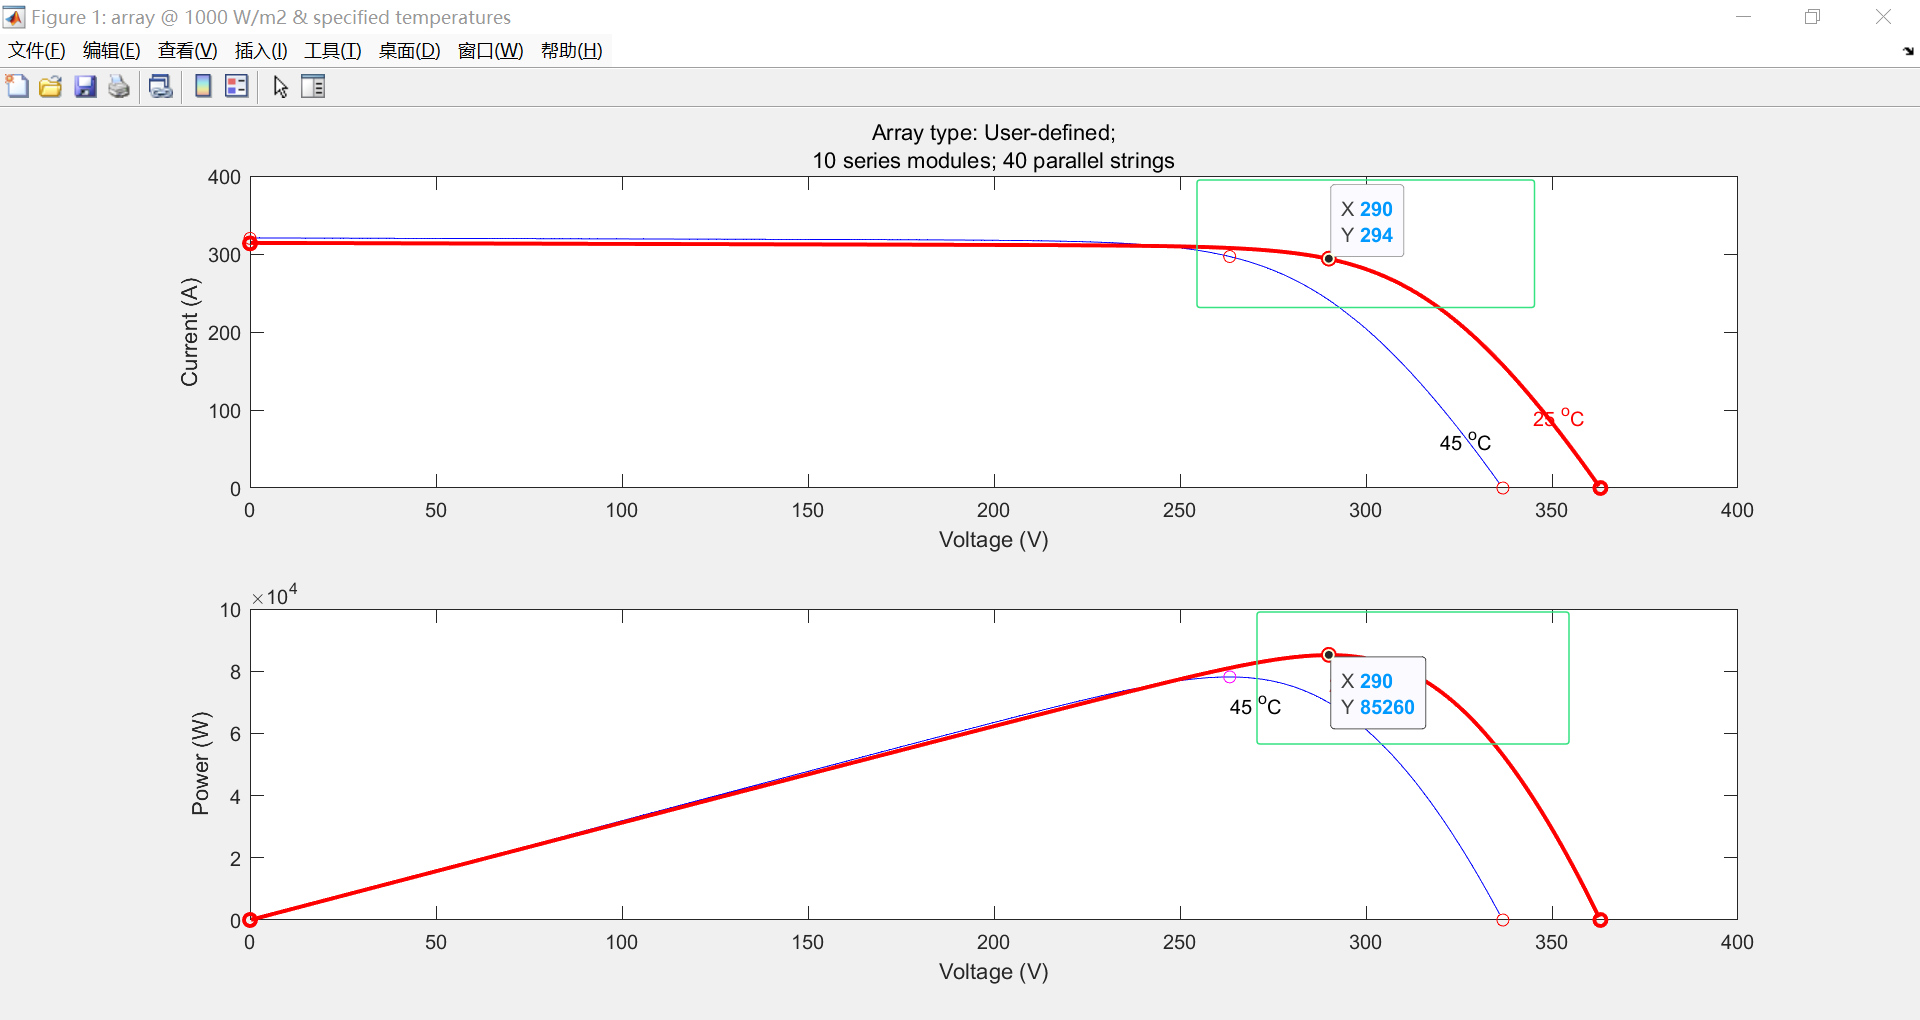 Figure 1: array @ 1000 W/m2 & specified temperatures
文件(F) 编辑(E) 查看(V) 插入(I) 工具(T) 桌面(D) 窗口(W) 帮助(H)
Array type: User-defined;
10 series modules; 40 parallel strings
400
300
200
100
0
Current (A)
X 290
Y 294
25 °C
45 °C
0 50 100 150 200 250 300 350 400
Voltage (V)
×10⁴
10
8
6
4
2
0
Power (W)
X 290
Y 85260
45 °C
0 50 100 150 200 250 300 350 400
Voltage (V)